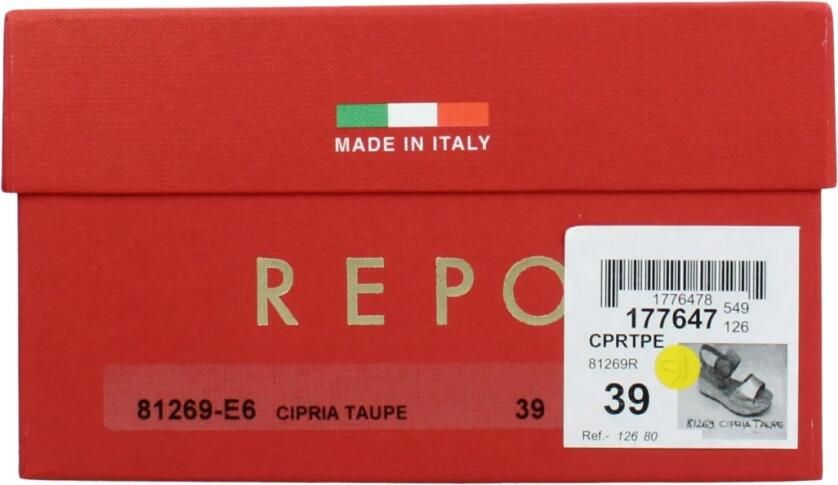 MADE IN ITALY
REPO
1776478
549
177647
126
CPRTPE
81269R
39
81269 CIPRIA TAUPE
Ref.- 126 80
81269-E6 CIPRIA TAUPE 39